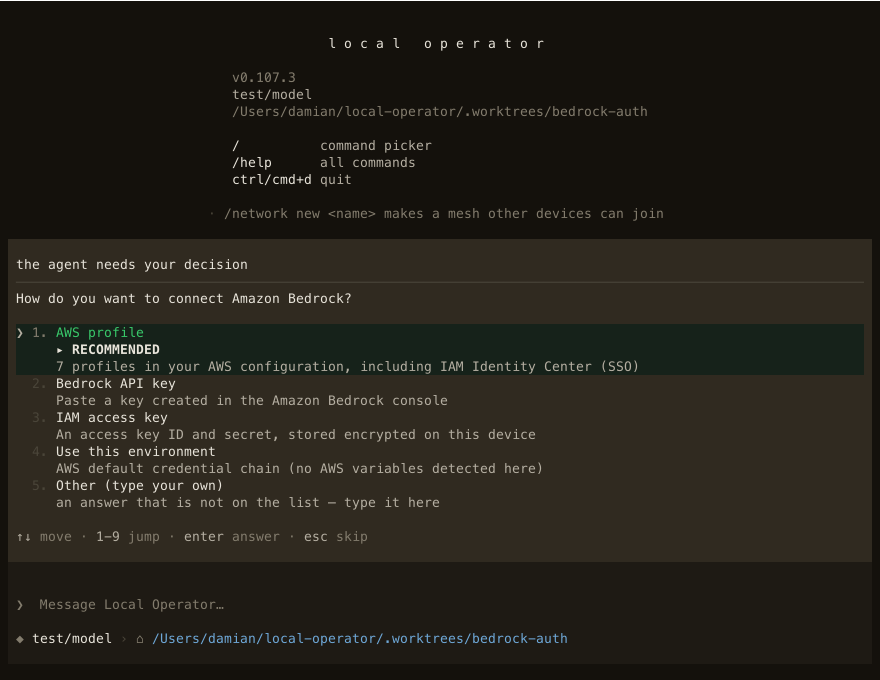 local operator
v0.107.3
test/model
/Users/damian/local-operator/.worktrees/bedrock-auth
/ command picker
/help all commands
ctrl/cmd+d quit
· /network new <name> makes a mesh other devices can join
the agent needs your decision
How do you want to connect Amazon Bedrock?
❯ 1. AWS profile
▸ RECOMMENDED
7 profiles in your AWS configuration, including IAM Identity Center (SSO)
2. Bedrock API key
Paste a key created in the Amazon Bedrock console
3. IAM access key
An access key ID and secret, stored encrypted on this device
4. Use this environment
AWS default credential chain (no AWS variables detected here)
5. Other (type your own)
an answer that is not on the list — type it here
↑↓ move · 1–9 jump · enter answer · esc skip
❯ Message Local Operator…
◆ test/model › ⌂ /Users/damian/local-operator/.worktrees/bedrock-auth